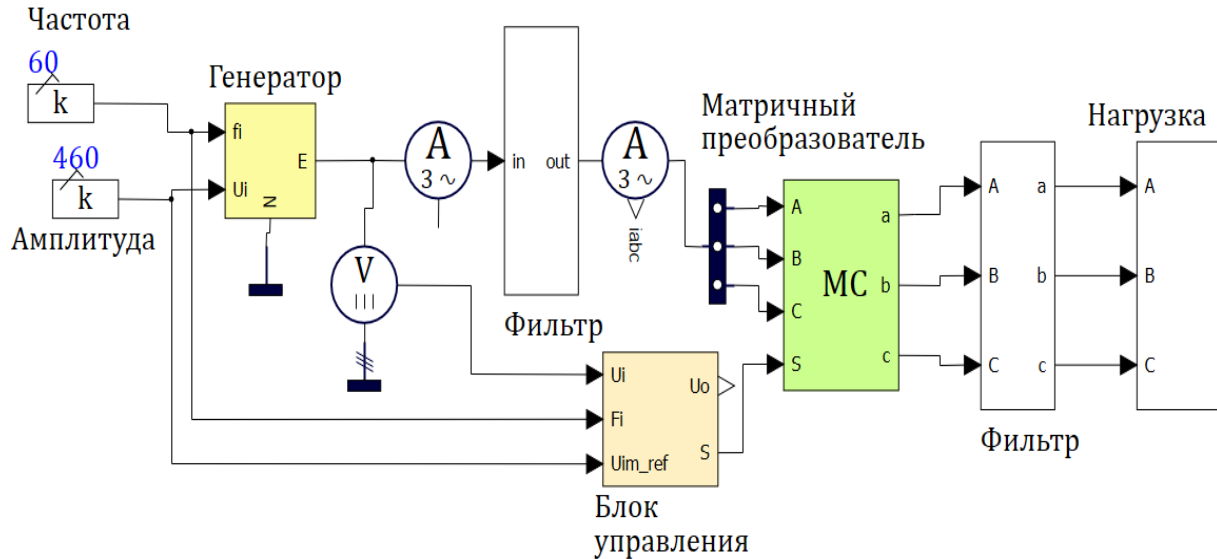 Частота
60
k
460
k
Амплитуда
Генератор
fi
E
Ui
N
A
3 ~
V
in out
Фильтр
A
3 ~
iabc
Матричный
преобразователь
A
a
B
MC
b
C
c
S
Ui
Uo
Fi
S
Uim_ref
Блок
управления
A a
B b
C c
Фильтр
Нагрузка
A
B
C